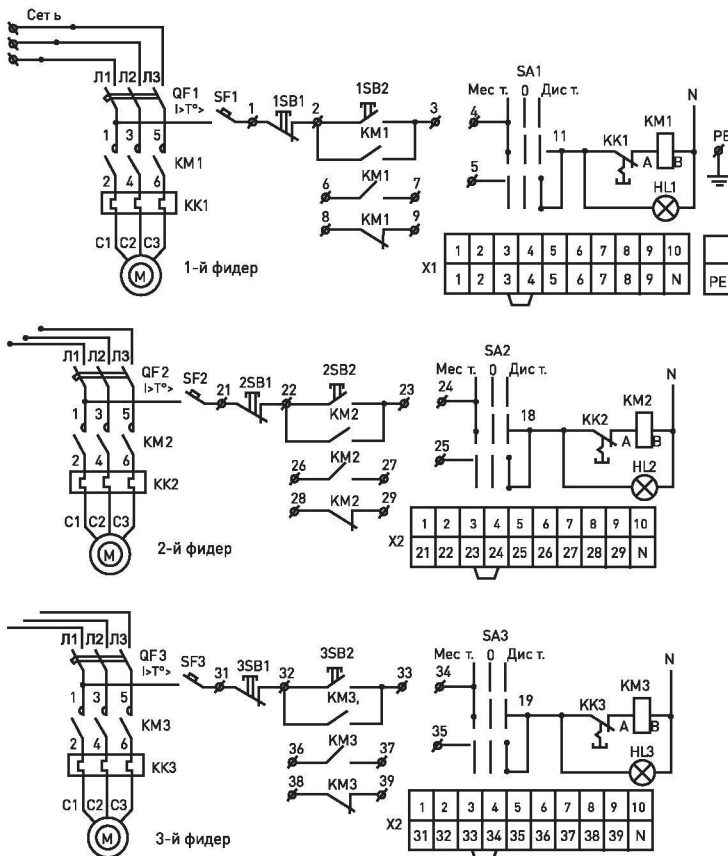 Сеть
Л1 Л2 Л3
QF1
I>T°>
SF1
1
1SB1
2
1SB2
3
KM1
1 3 5
KM1
2 4 6
KK1
C1 C2 C3
M
1-й фидер
6
KM1
7
8
KM1
9
SA1
Мест. 0 Дист.
4
5
11
KK1
KM1
A B
HL1
N
PE
X1
1 2 3 4 5 6 7 8 9 10
1 2 3 4 5 6 7 8 9 N
PE
Л1 Л2 Л3
QF2
I>T°>
SF2
21
2SB1
22
2SB2
23
KM2
1 3 5
KM2
2 4 6
KK2
C1 C2 C3
M
2-й фидер
26
KM2
27
28
KM2
29
SA2
Мест. 0 Дист.
24
25
18
KK2
KM2
A B
HL2
N
X2
1 2 3 4 5 6 7 8 9 10
21 22 23 24 25 26 27 28 29 N
Л1 Л2 Л3
QF3
I>T°>
SF3
31
3SB1
32
3SB2
33
KM3,
1 3 5
KM3
2 4 6
KK3
C1 C2 C3
M
3-й фидер
36
KM3
37
38
KM3
39
SA3
Мест. 0 Дист.
34
35
19
KK3
KM3
A B
HL3
N
X2
1 2 3 4 5 6 7 8 9 10
31 32 33 34 35 36 37 38 39 N